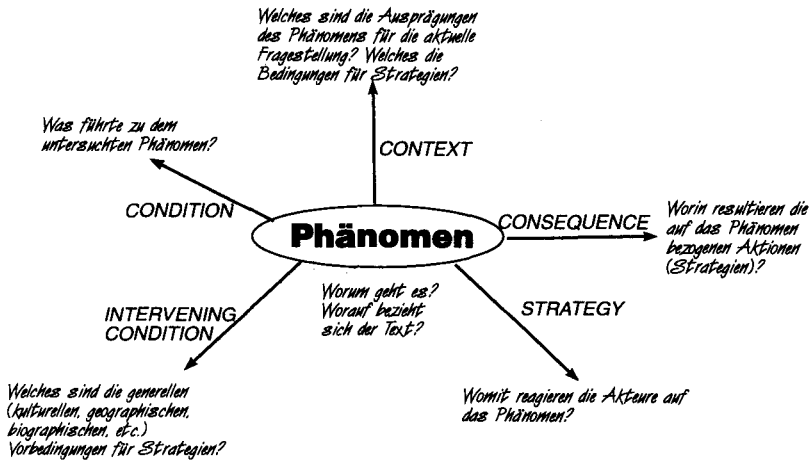 Welches sind die Ausprägungen
des Phänomens für die aktuelle
Fragestellung? Welches die
Bedingungen für Strategien?
CONTEXT
Was führte zu dem
untersuchten Phänomen?
CONDITION
Phänomen
CONSEQUENCE
Worin resultieren die
auf das Phänomen
bezogenen Aktionen
(Strategien)?
Worum geht es?
Worauf bezieht
sich der Text?
INTERVENING
CONDITION
STRATEGY
Welches sind die generellen
(kulturellen, geographischen,
biographischen, etc.)
Vorbedingungen für Strategien?
Womit reagieren die Akteure auf
das Phänomen?